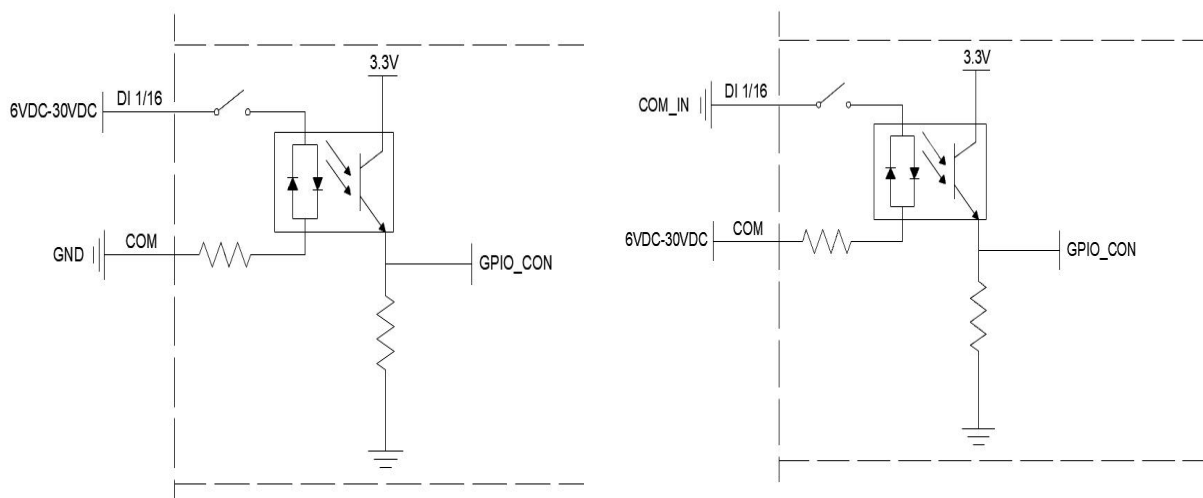 3.3V
6VDC-30VDC DI 1/16
GND COM
GPIO_CON
3.3V
COM_IN DI 1/16
6VDC-30VDC COM
GPIO_CON